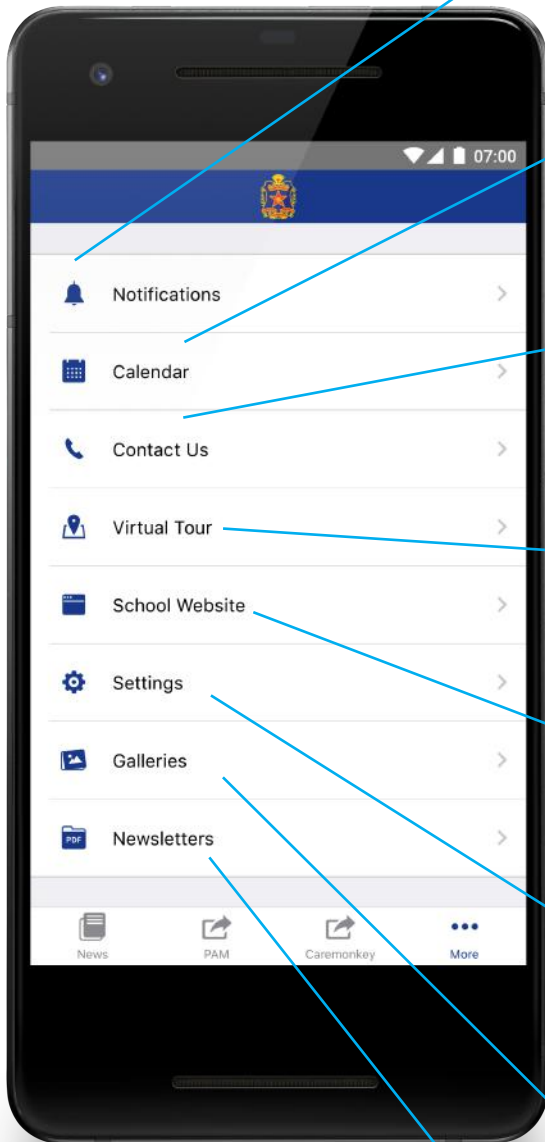 07:00
Notifications
Calendar
Contact Us
Virtual Tour
School Website
Settings
Galleries
PDF Newsletters
News PAM Caremonkey More